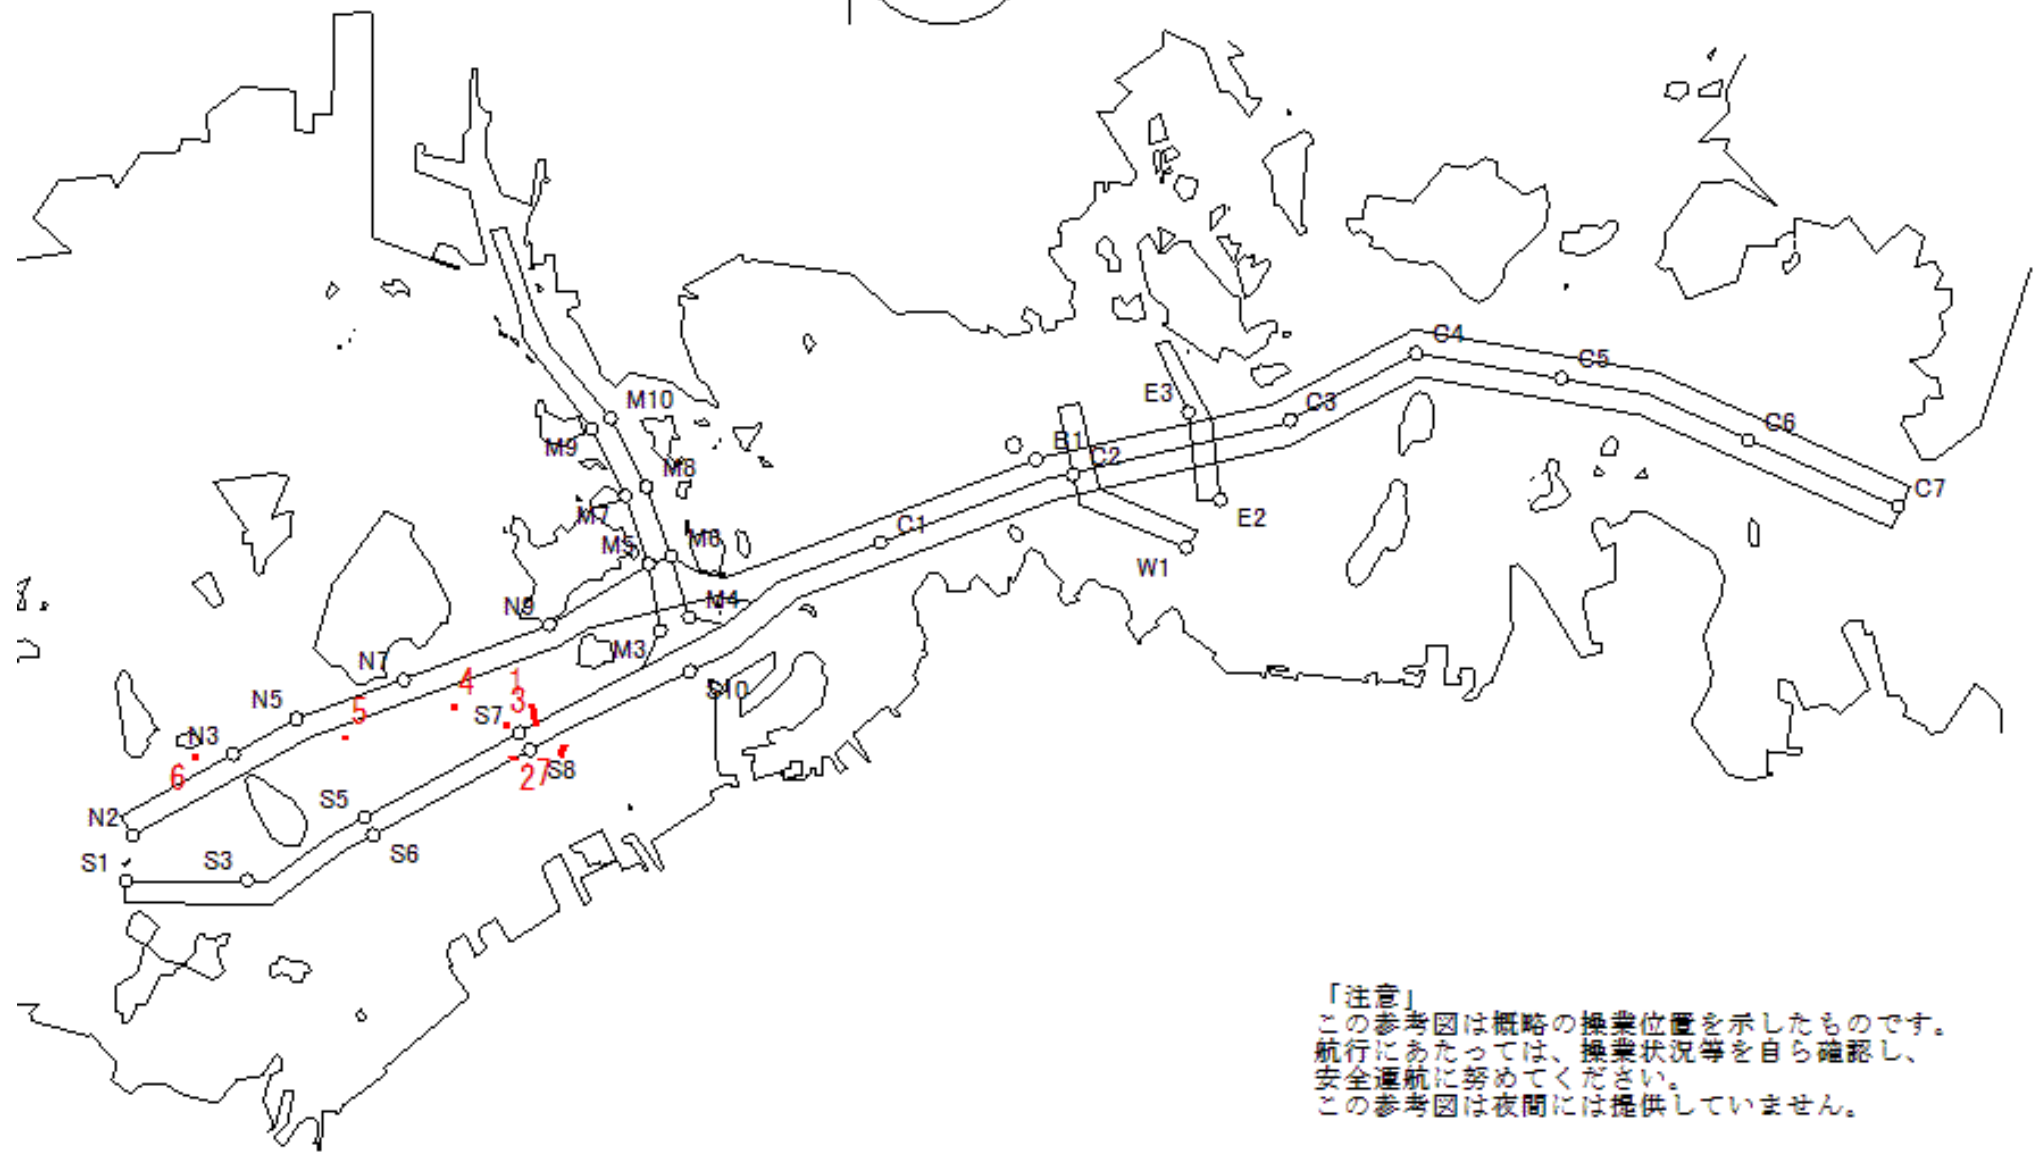 C4
C5
M10
E3
C3
C6
M9
B1
C2
M8
C7
M7
E2
C1
M5
M6
W1
N9
M4
M3
N7
4
1
S10
N5
5
3
S7
N3
6
27
S8
S5
N2
S6
S1
S3
「注意」
この参考図は概略の操業位置を示したものです。
航行にあたっては、操業状況等を自ら確認し、
安全運航に努めてください。
この参考図は夜間には提供していません。